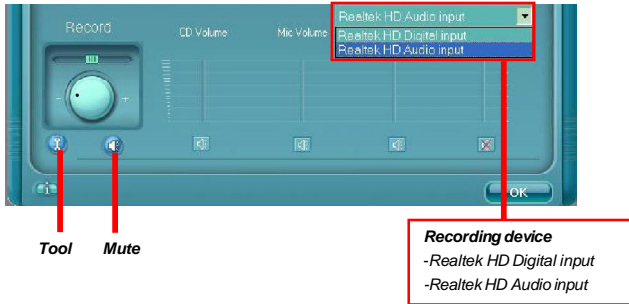 Realtek HD Audio input
Record
CD Volume
Mic Volume
Realtek HD Digital input
Realtek HD Audio input
- +
i
OK
Tool
Mute
Recording device
-Realtek HD Digital input
-Realtek HD Audio input